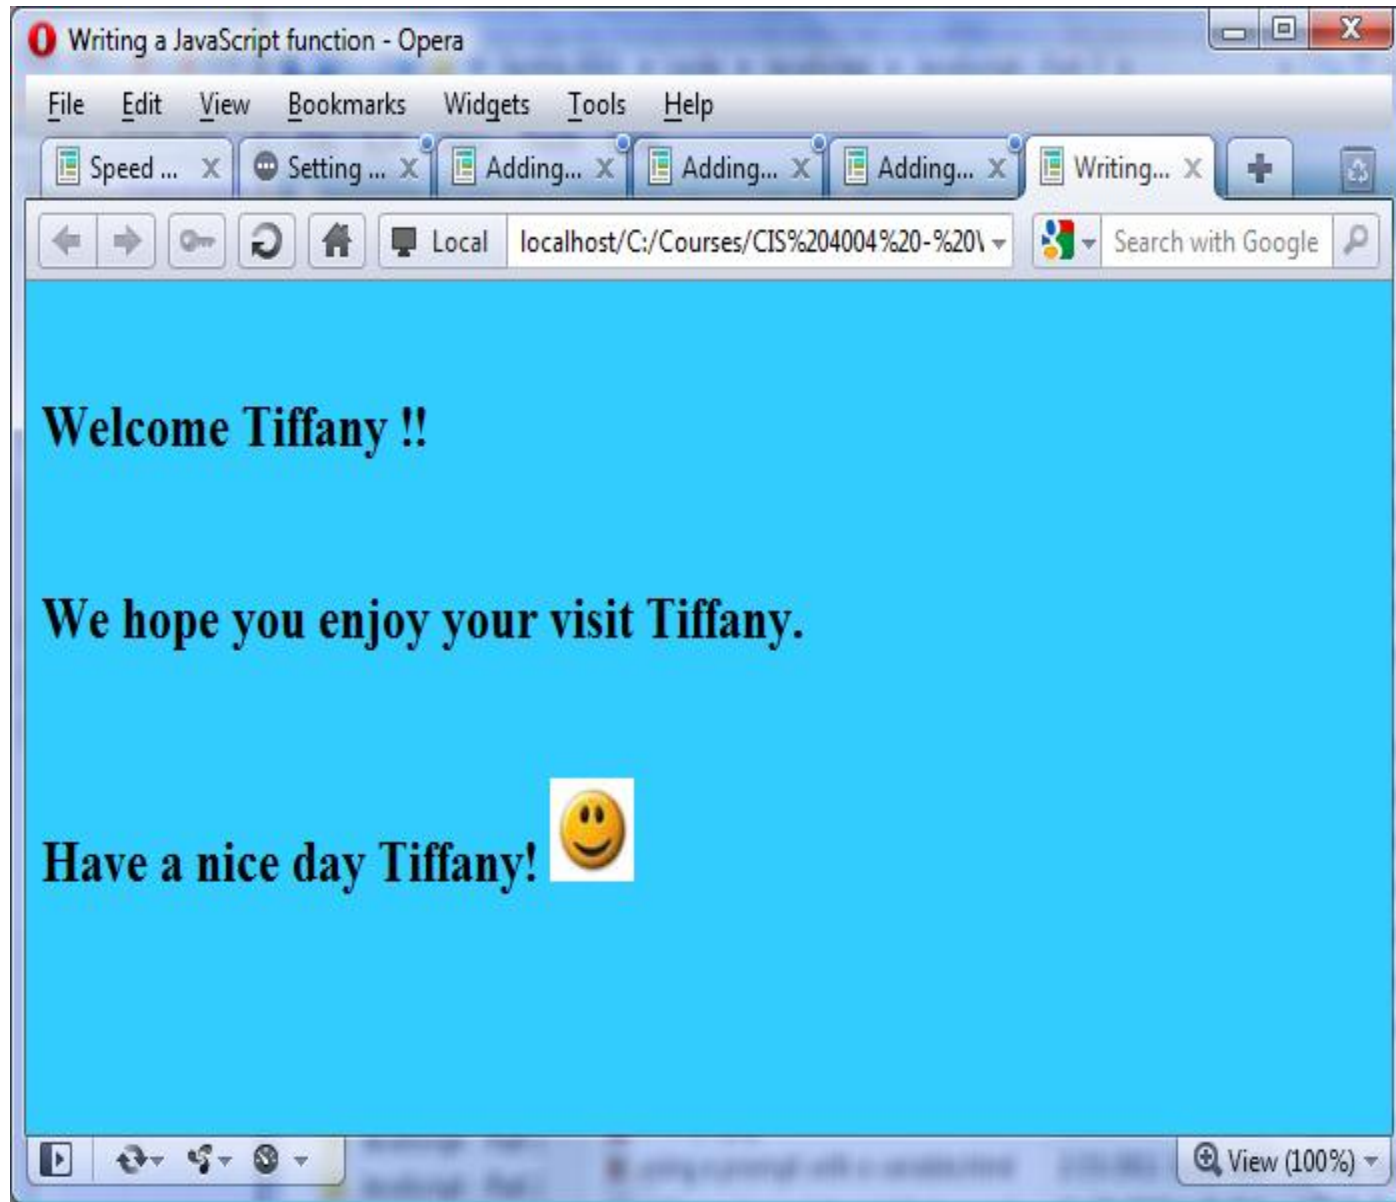 Writing a JavaScript function - Opera
File Edit View Bookmarks Widgets Tools Help
Speed ... Setting ... Adding... Adding... Adding... Writing...
Local localhost/C:/Courses/CIS%204004%20-%20\ Search with Google
Welcome Tiffany !!
We hope you enjoy your visit Tiffany.
Have a nice day Tiffany!
View (100%)